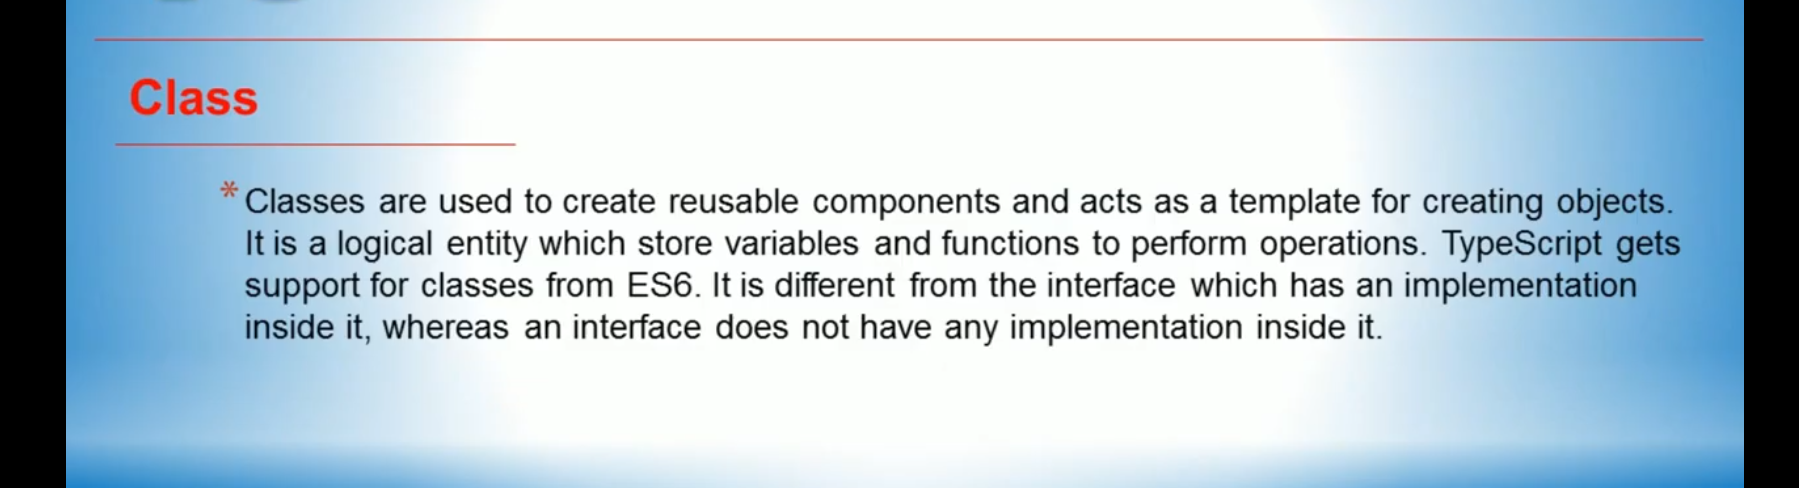 Class
* Classes are used to create reusable components and acts as a template for creating objects.
It is a logical entity which store variables and functions to perform operations. TypeScript gets
support for classes from ES6. It is different from the interface which has an implementation
inside it, whereas an interface does not have any implementation inside it.